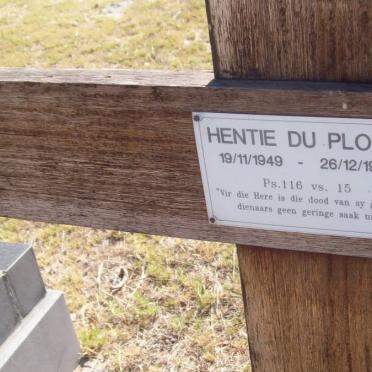 HENTIE DU PLO
19/11/1949 - 26/12/19
Ps.116 vs. 15
"Vir die Here is die dood van sy g
dienaars geen geringe saak ni